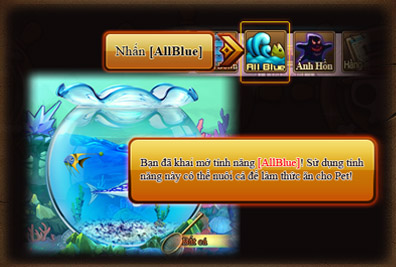 Nhấn [AllBlue]
All Blue
Ảnh Hồn
Bạn đã khai mở tính năng [AllBlue]! Sử dụng tính
năng này có thể nuôi cá để làm thức ăn cho Pet!
Bắt cá